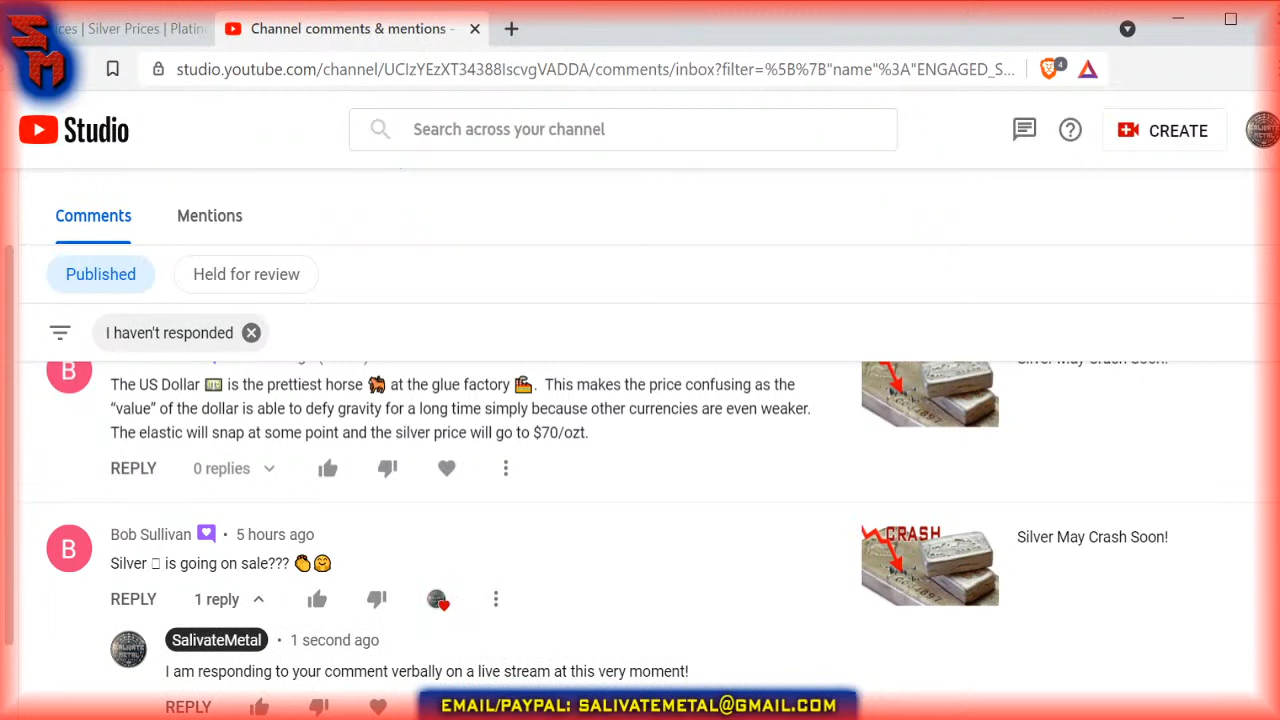 SM
ices | Silver Prices | Platin
Channel comments & mentions -
studio.youtube.com/channel/UCIzYEzXT34388IscvgVADDA/comments/inbox?filter=%5B%7B"name"%3A"ENGAGED_S...
4
Studio
Search across your channel
CREATE
Comments
Mentions
Published
Held for review
I haven't responded
B
Silver May Crash Soon!
The US Dollar 💵 is the prettiest horse 🐎 at the glue factory 🏭. This makes the price confusing as the
“value” of the dollar is able to defy gravity for a long time simply because other currencies are even weaker.
The elastic will snap at some point and the silver price will go to $70/ozt.
REPLY 0 replies
B
Bob Sullivan • 5 hours ago
CRASH
Silver May Crash Soon!
Silver is going on sale??? 👏🤗
REPLY 1 reply
SalivateMetal • 1 second ago
I am responding to your comment verbally on a live stream at this very moment!
REPLY
EMAIL/PAYPAL: SALIVATEMETAL@GMAIL.COM